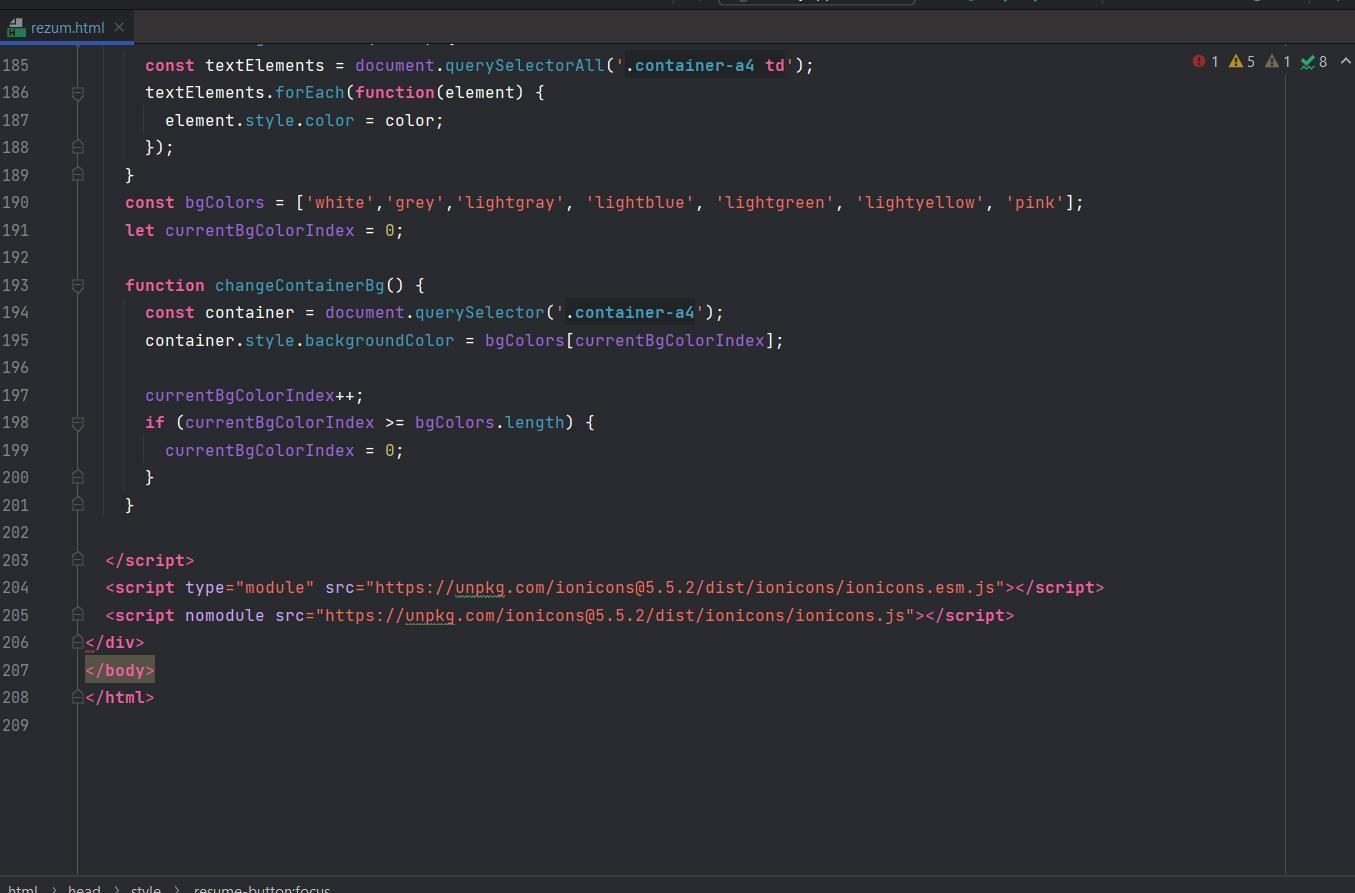 rezum.html
1 5 1 8
185 const textElements = document.querySelectorAll('.container-a4 td');
186 textElements.forEach(function(element) {
187 element.style.color = color;
188 });
189 }
190 const bgColors = ['white','grey','lightgray', 'lightblue', 'lightgreen', 'lightyellow', 'pink'];
191 let currentBgColorIndex = 0;
192
193 function changeContainerBg() {
194 const container = document.querySelector('.container-a4');
195 container.style.backgroundColor = bgColors[currentBgColorIndex];
196
197 currentBgColorIndex++;
198 if (currentBgColorIndex >= bgColors.length) {
199 currentBgColorIndex = 0;
200 }
201 }
202
203 </script>
204 <script type="module" src="https://unpkg.com/ionicons@5.5.2/dist/ionicons/ionicons.esm.js"></script>
205 <script nomodule src="https://unpkg.com/ionicons@5.5.2/dist/ionicons/ionicons.js"></script>
206 </div>
207 </body>
208 </html>
209
html › head › style › resume-button:focus